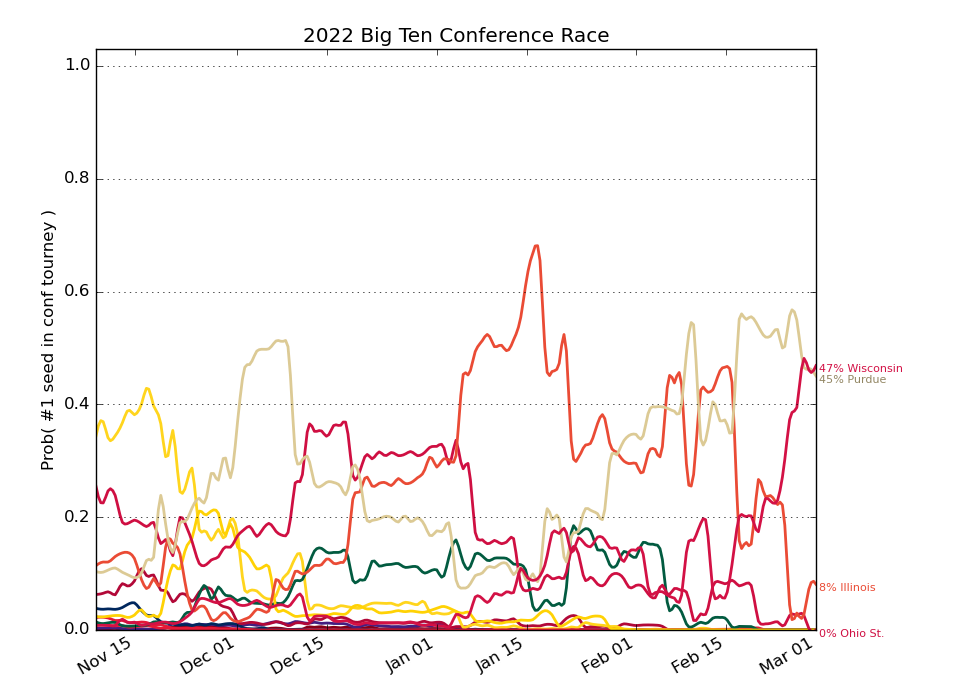 2022 Big Ten Conference Race
Prob( #1 seed in conf tourney )
1.0
0.8
0.6
0.4
0.2
0.0
47% Wisconsin
45% Purdue
8% Illinois
0% Ohio St.
Nov 15
Dec 01
Dec 15
Jan 01
Jan 15
Feb 01
Feb 15
Mar 01